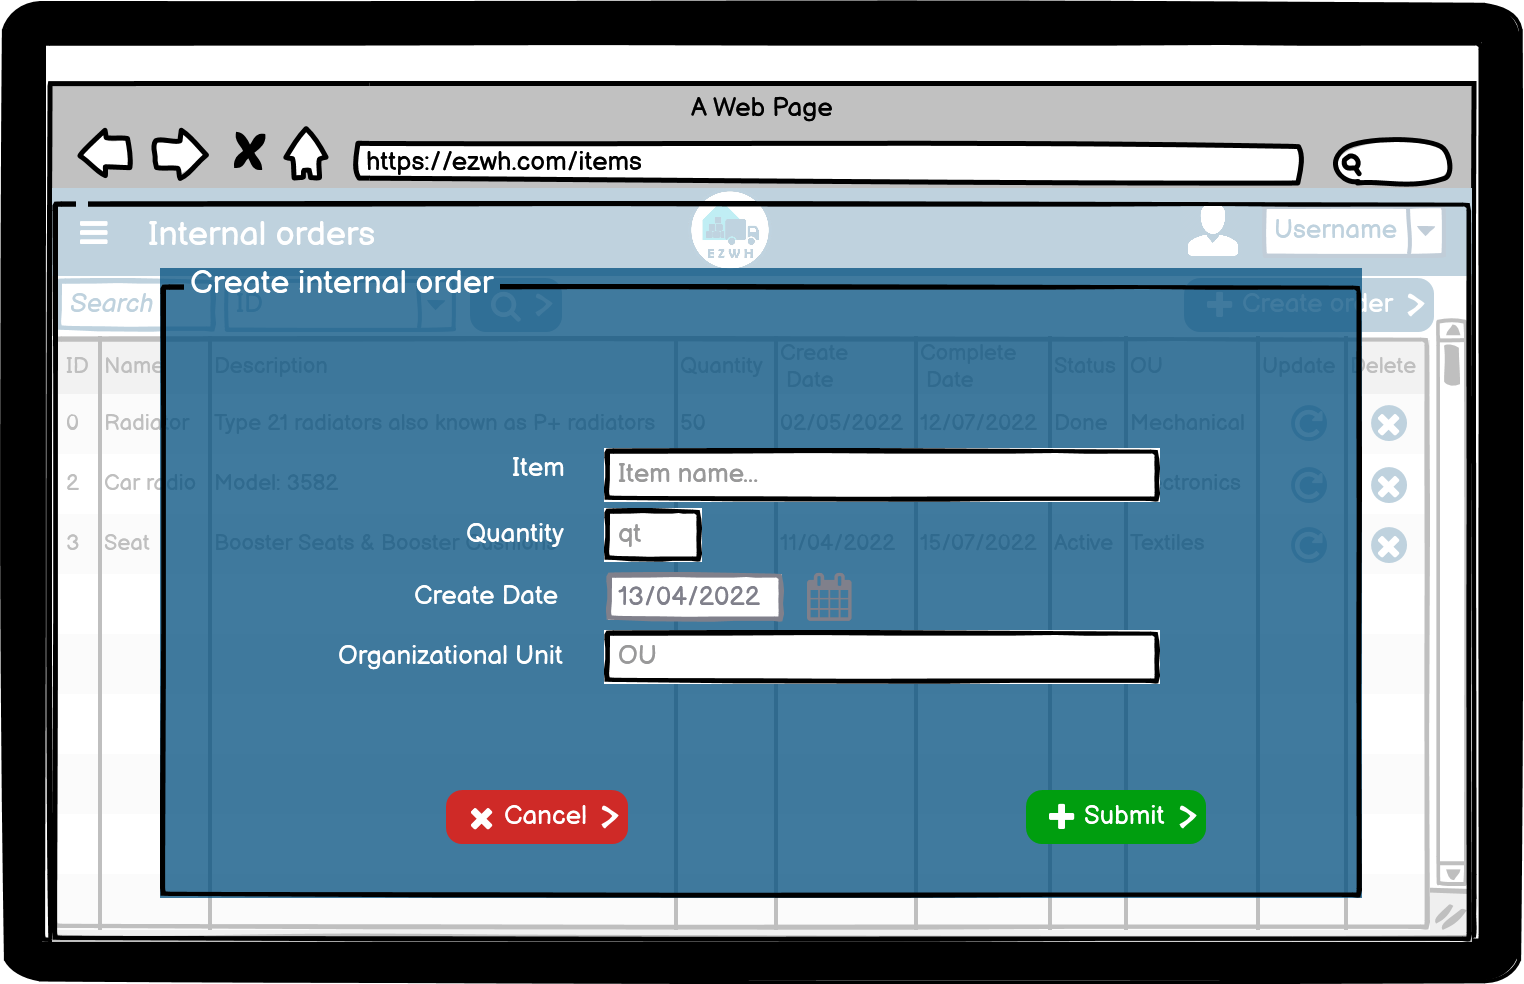 A Web Page
https://ezwh.com/items
Internal orders
EZWH
Username
Create internal order
Search
ID
Create order
ID Name Description Quantity Create Date Complete Date Status OU Update Delete
0 Radiator Type 21 radiators also known as P+ radiators 50 02/05/2022 12/07/2022 Done Mechanical
Item
Item name...
2 Car radio Model: 3582
3 Seat Booster Seats & Booster Cushions 11/04/2022 15/07/2022 Active Textiles
Quantity
qt
Create Date
13/04/2022
Organizational Unit
OU
Cancel
Submit